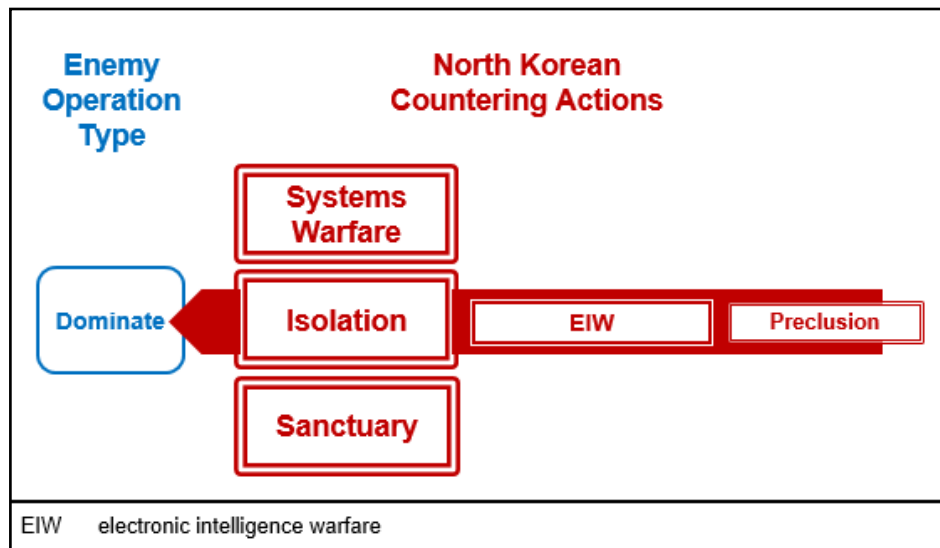 Enemy
Operation
Type
North Korean
Countering Actions
Systems
Warfare
Dominate
Isolation
EIW
Preclusion
Sanctuary
EIW electronic intelligence warfare